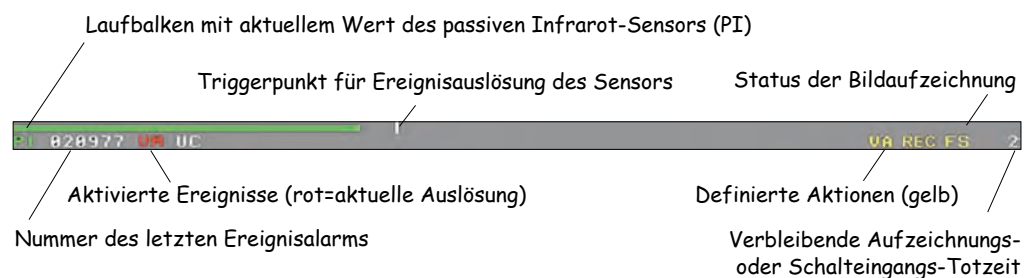 Laufbalken mit aktuellem Wert des passiven Infrarot-Sensors (PI)
Triggerpunkt für Ereignisauslösung des Sensors
Status der Bildaufzeichnung
PI 020977 VM UC
VA REC FS 2
Aktivierte Ereignisse (rot=aktuelle Auslösung)
Definierte Aktionen (gelb)
Nummer des letzten Ereignisalarms
Verbleibende Aufzeichnungs-
oder Schalteingangs-Totzeit